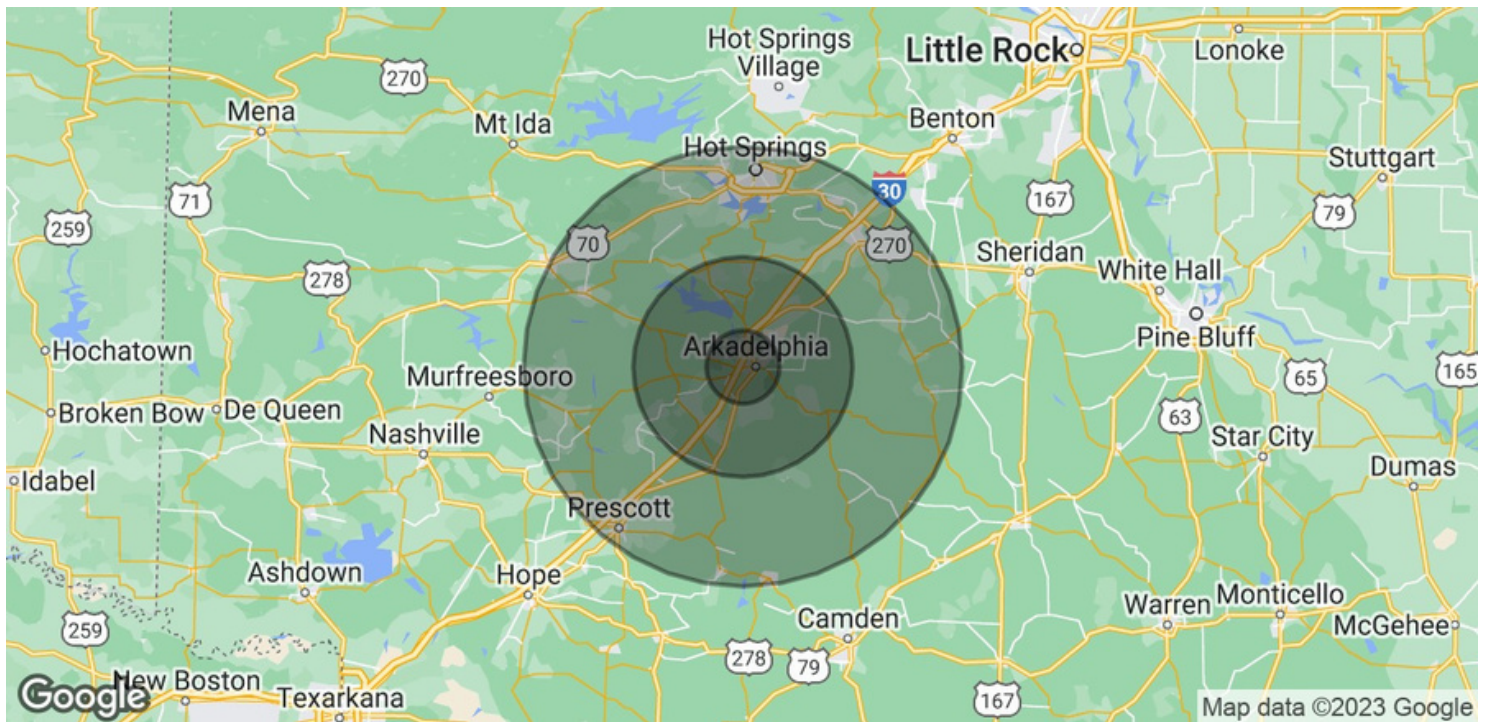 Hot Springs
Village
Little Rock
Lonoke
270
Mena
Mt Ida
Benton
Hot Springs
Stuttgart
30
71
167
79
259
70
270
Sheridan
278
White Hall
Pine Bluff
Hochatown
Arkadelphia
Murfreesboro
65
165
Broken Bow
De Queen
63
Nashville
Star City
Idabel
Dumas
Prescott
Ashdown
Hope
Camden
Warren
Monticello
McGehee
259
278
79
New Boston
Texarkana
167
Google
Map data ©2023 Google